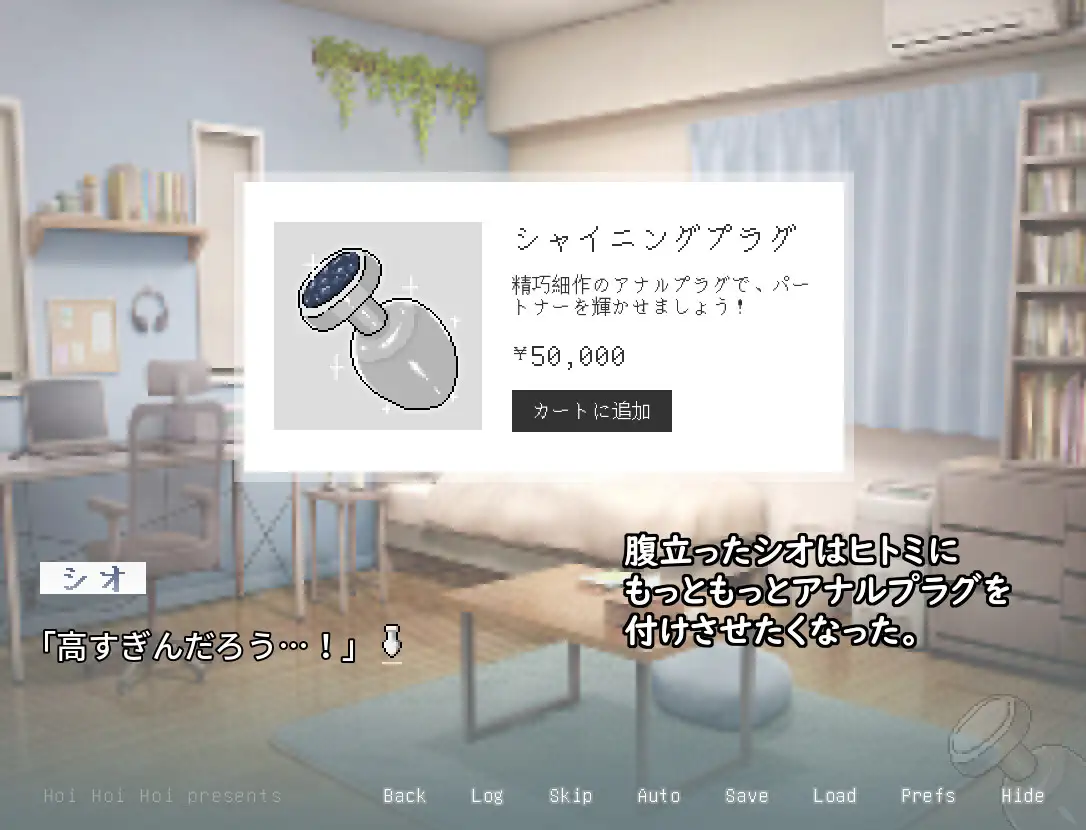 シャイニングプラグ
精巧細作のアナルプラグで、パー
トナーを輝かせましょう！
¥50,000
カートに追加
腹立ったシオはヒトミに
もっともっとアナルプラグを
付けさせたくなった。
シオ
「高すぎんだろう…！」
Hoi Hoi Hoi presents
Back Log Skip Auto Save Load Prefs Hide